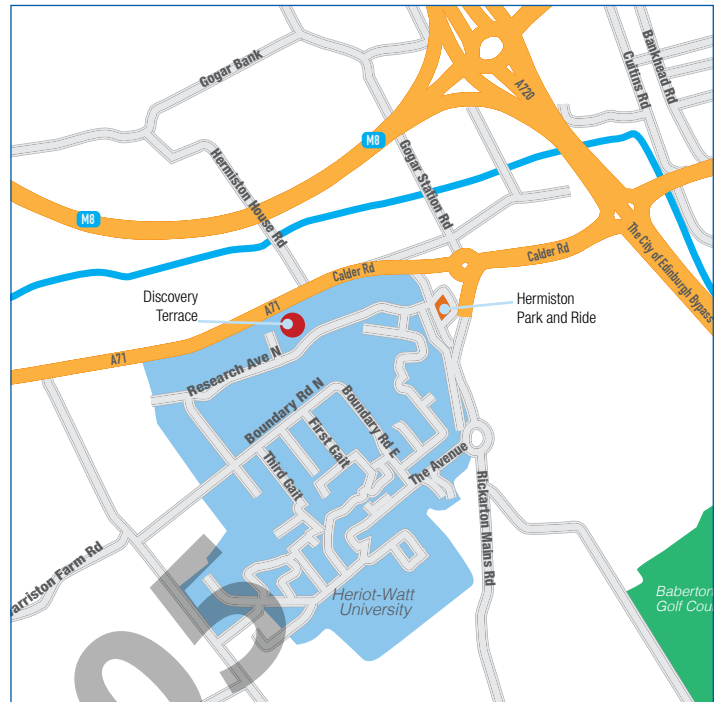 Gogar Bank
A720
Cultins Rd
Bankhead Rd
M8
Hermiston House Rd
Gogar Station Rd
M8
The City of Edinburgh Bypass
Calder Rd
Calder Rd
Discovery
Terrace
A71
Hermiston
Park and Ride
A71
Research Ave N
Boundary Rd N
Boundary Rd E
First Gait
Third Gait
The Avenue
Rickarton Mains Rd
arriston Farm Rd
Heriot-Watt
University
Baberton
Golf Cou
05